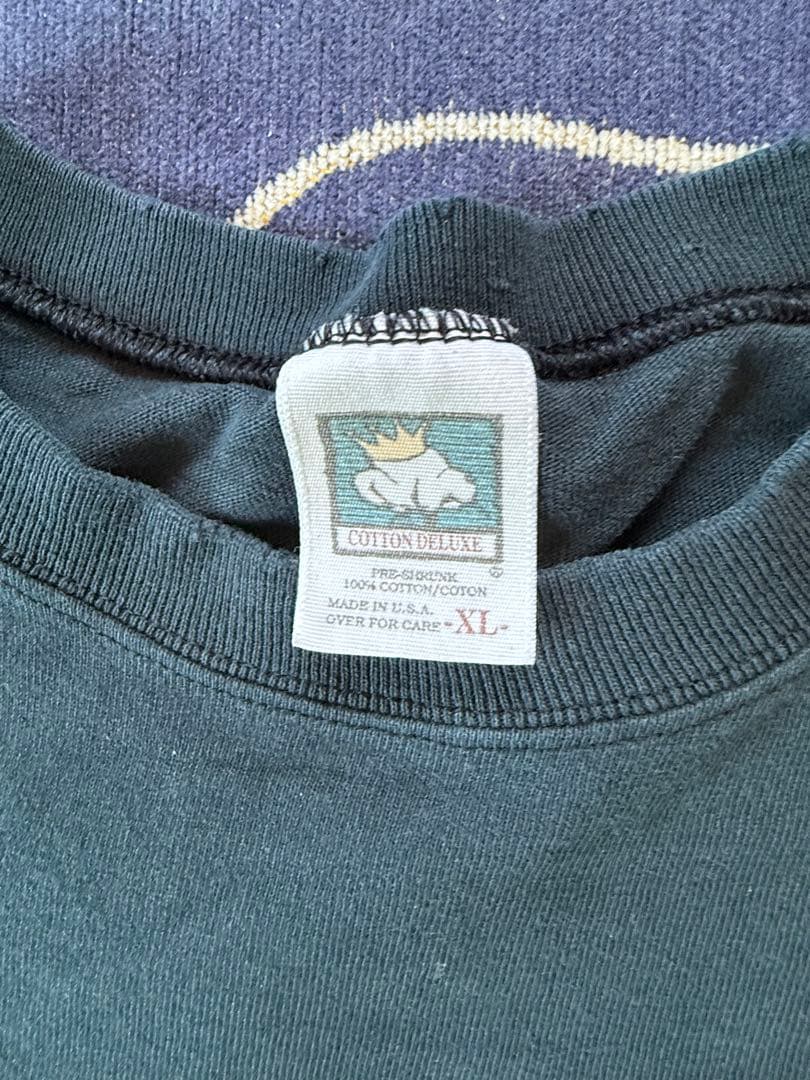 COTTON DELUXE
®
PRE-SHRUNK
100% COTTON/COTON
MADE IN U.S.A.
OVER FOR CARE -XL-